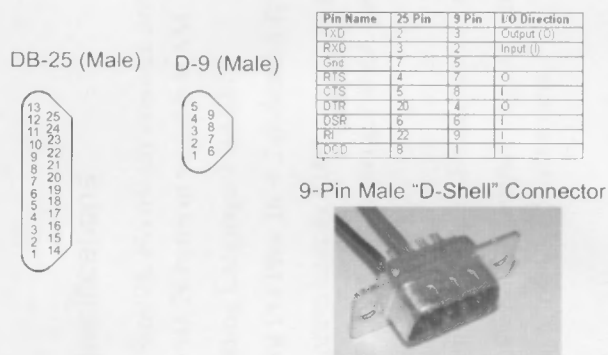 DB-25 (Male)
D-9 (Male)
13
12 25
11 24
10 23
9 22
8 21
7 20
6 19
5 18
4 17
3 16
2 15
1 14
5
4 9
3 8
2 7
1 6
Pin Name 25 Pin 9 Pin I/O Direction
TXD 2 3 Output (O)
RXD 3 2 Input (I)
Gnd 7 5
RTS 4 7 O
CTS 5 8 I
DTR 20 4 O
DSR 6 6 I
RI 22 9 I
DCD 8 1 I
9-Pin Male "D-Shell" Connector